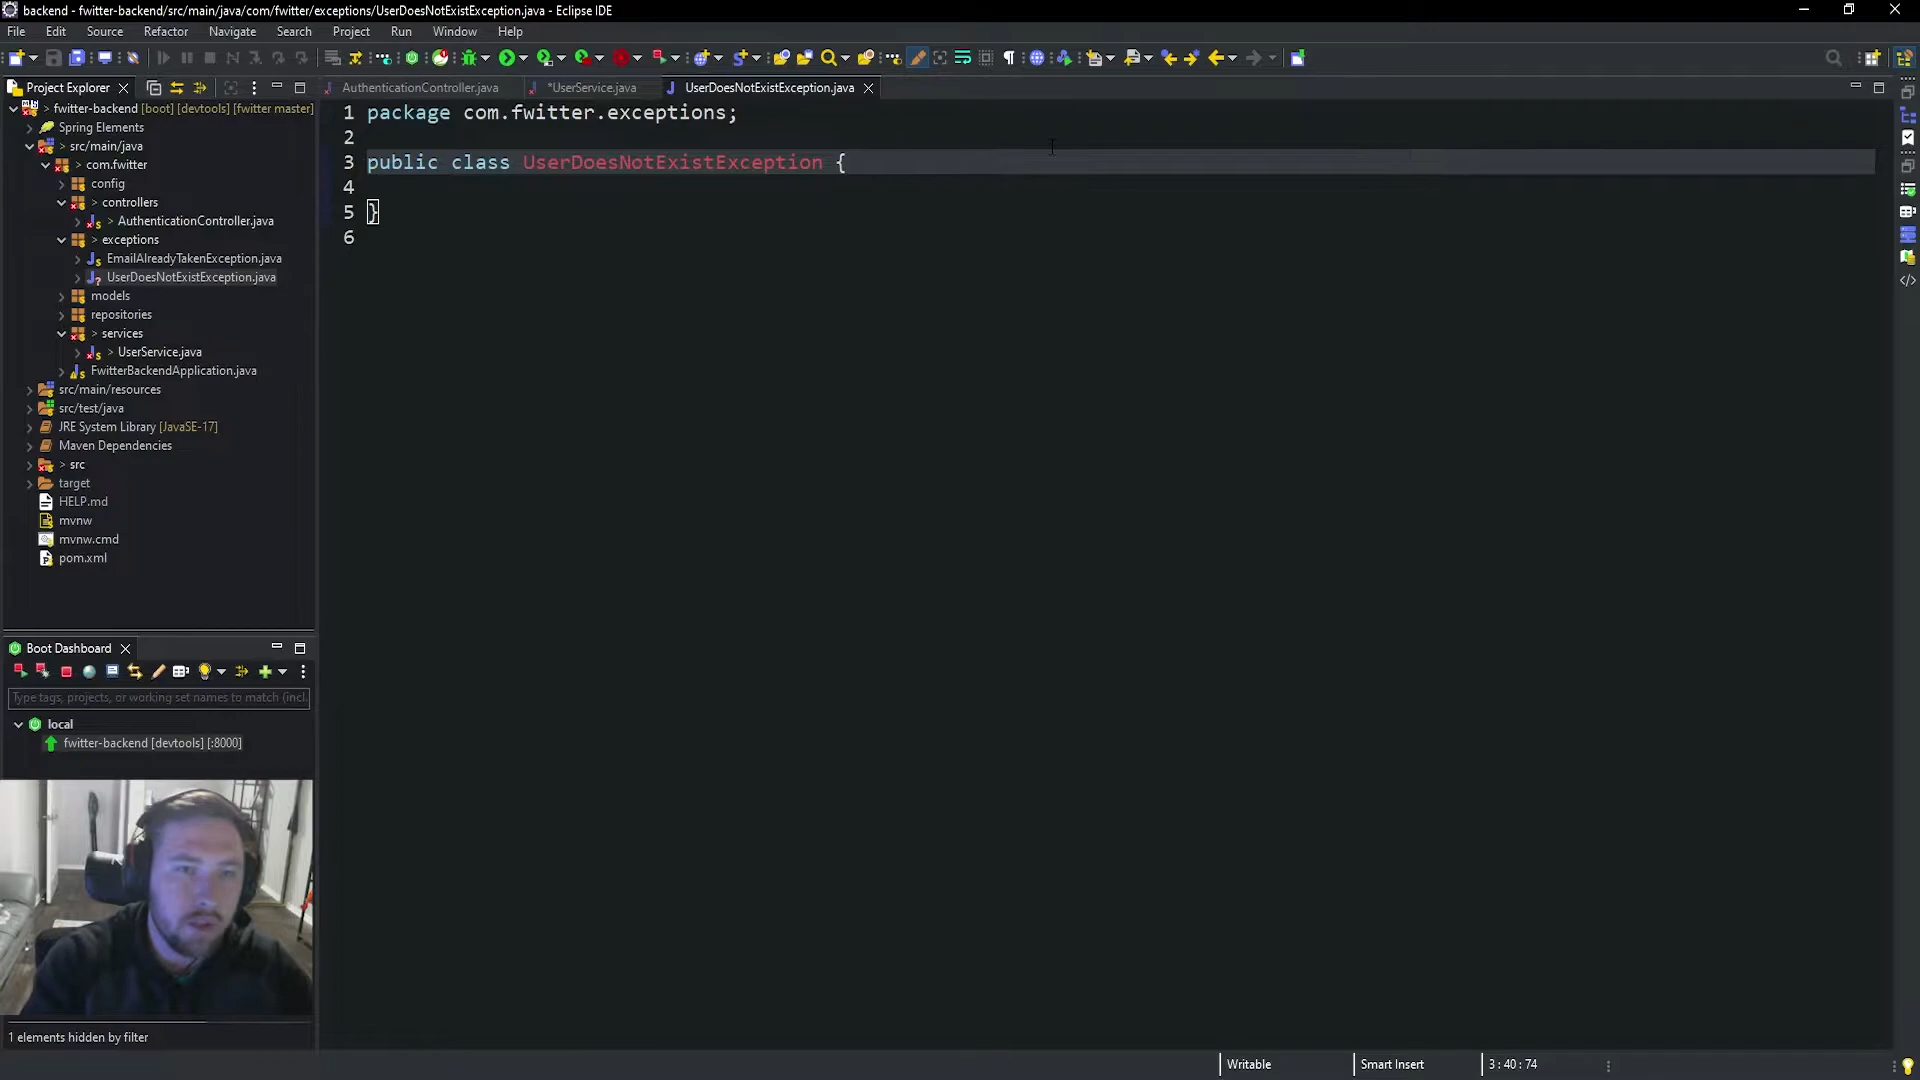 backend - fwitter-backend/src/main/java/com/fwitter/exceptions/UserDoesNotExistException.java - Eclipse IDE
File Edit Source Refactor Navigate Search Project Run Window Help
Project Explorer
AuthenticationController.java
*UserService.java
UserDoesNotExistException.java
> fwitter-backend [boot] [devtools] [fwitter master]
Spring Elements
> src/main/java
> com.fwitter
config
> controllers
> AuthenticationController.java
> exceptions
EmailAlreadyTakenException.java
UserDoesNotExistException.java
models
repositories
> services
> UserService.java
FwitterBackendApplication.java
src/main/resources
src/test/java
JRE System Library [JavaSE-17]
Maven Dependencies
> src
target
HELP.md
mvnw
mvnw.cmd
pom.xml
1 package com.fwitter.exceptions;
2
3 public class UserDoesNotExistException {
4
5 }
6
Boot Dashboard
Type tags, projects, or working set names to match (incl
local
fwitter-backend [devtools] [:8000]
1 elements hidden by filter
Writable
Smart Insert
3 : 40 : 74